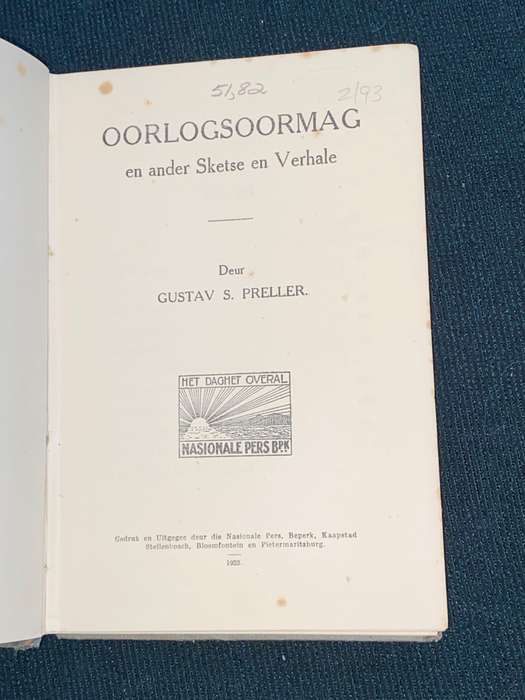 51,82
2/93
OORLOGSOORMAG
en ander Sketse en Verhale
Deur
GUSTAV S. PRELLER.
HET DAGHET OVERAL
NASIONALE PERS BPK
Gedruk en Uitgegee deur die Nasionale Pers, Beperk, Kaapstad
Stellenbosch, Bloemfontein en Pietermaritzburg.